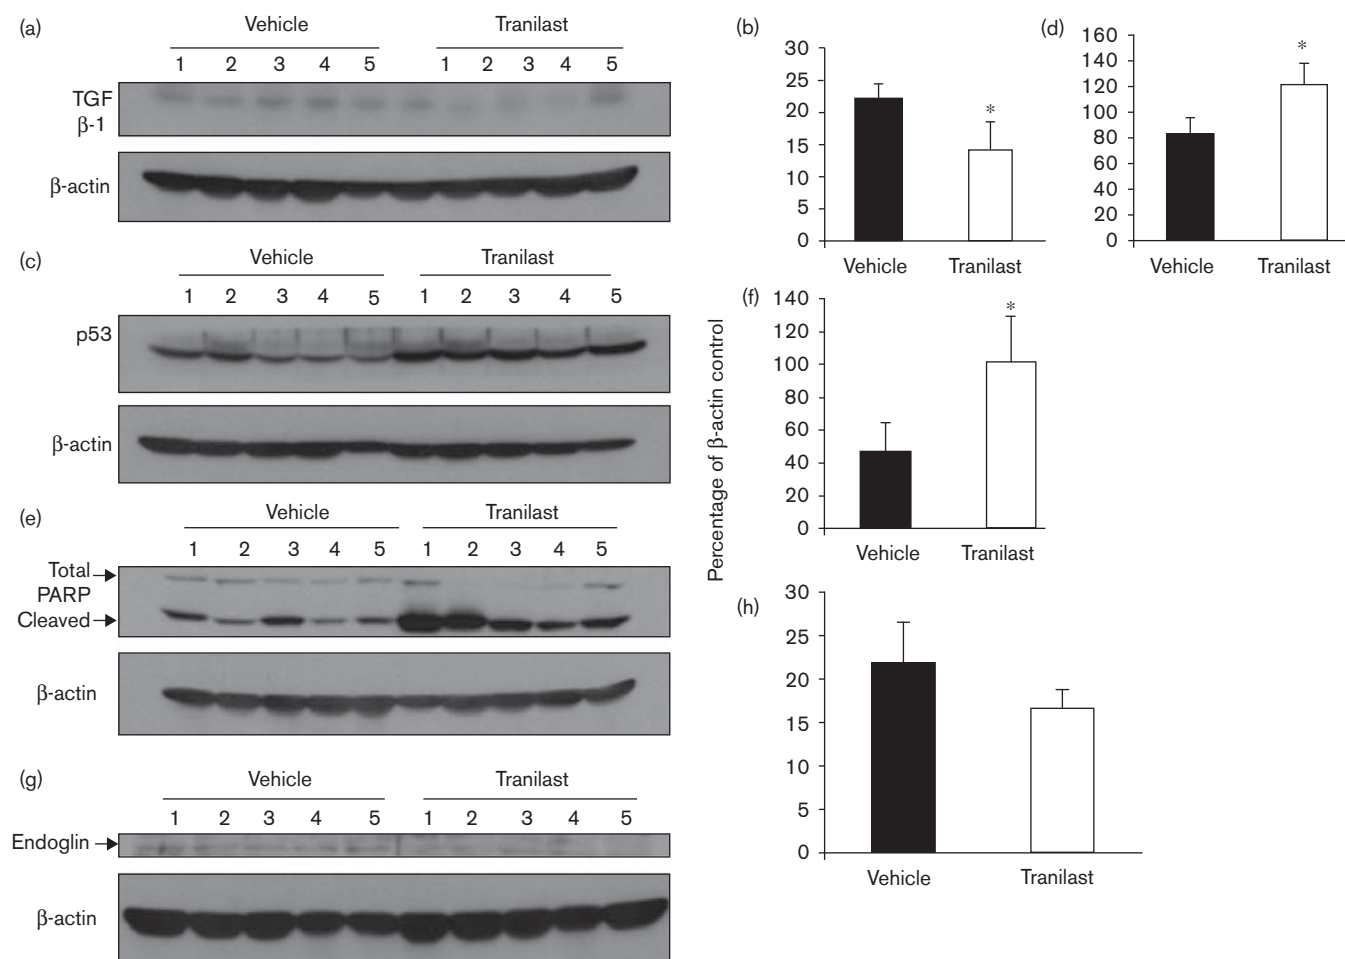 (a)
Vehicle
Tranilast
1 2 3 4 5 1 2 3 4 5
TGF
β-1
β-actin
(b)
30
25
20
15
10
5
0
*
Vehicle Tranilast
(d)
160
140
120
100
80
60
40
20
0
*
Vehicle Tranilast
(c)
Vehicle
Tranilast
1 2 3 4 5 1 2 3 4 5
p53
β-actin
(e)
Vehicle
Tranilast
1 2 3 4 5 1 2 3 4 5
Total
PARP
Cleaved
β-actin
Percentage of β-actin control
(f)
140
120
100
80
60
40
20
0
*
Vehicle Tranilast
(g)
Vehicle
Tranilast
1 2 3 4 5 1 2 3 4 5
Endoglin
β-actin
(h)
30
25
20
15
10
5
0
Vehicle Tranilast